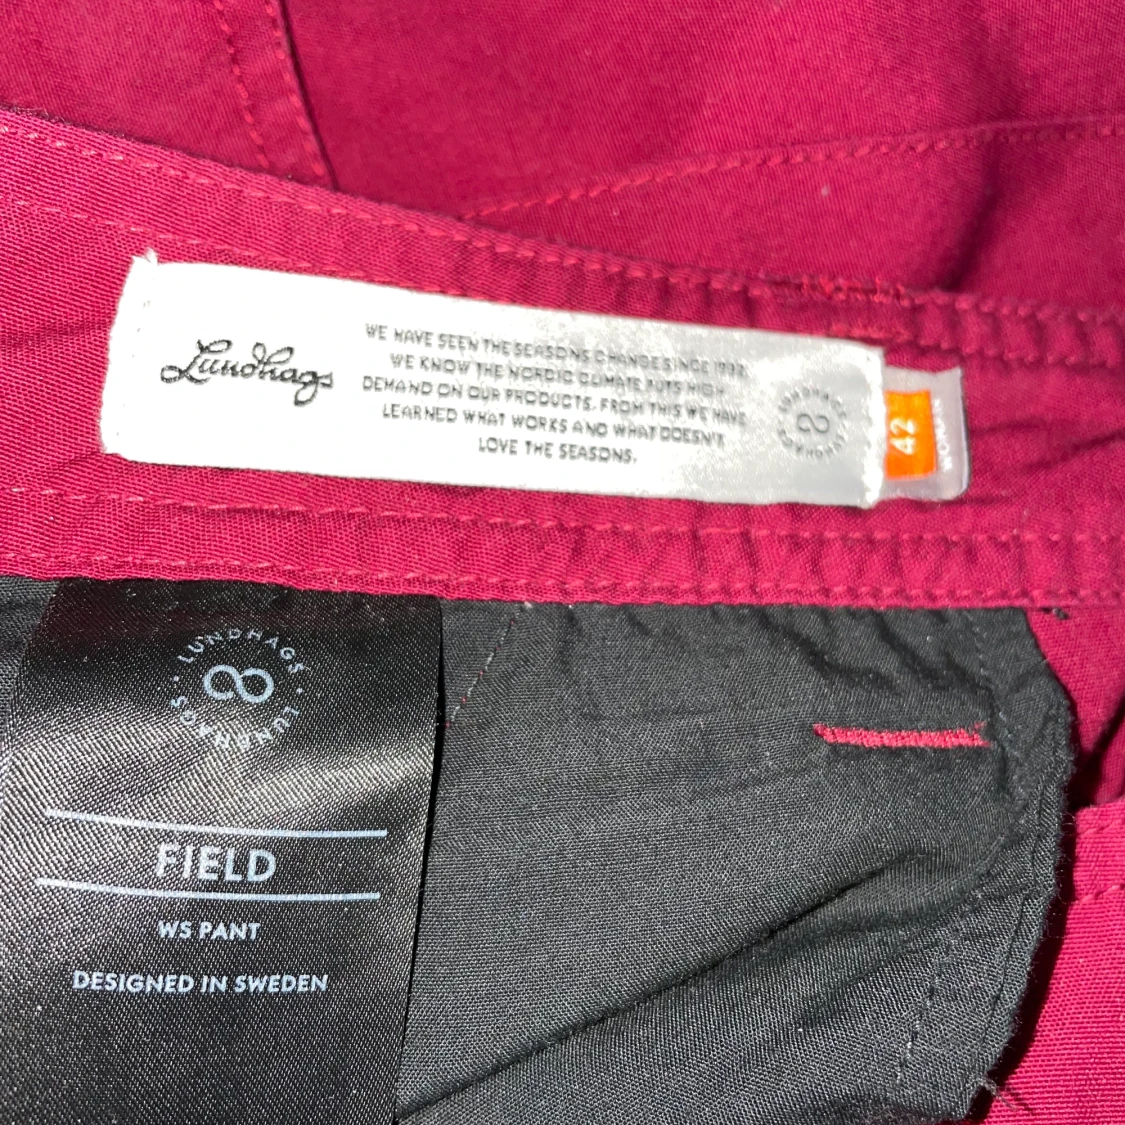 Lundhags
WE HAVE SEEN THE SEASONS CHANGE SINCE 1932.
WE KNOW THE NORDIC CLIMATE PUTS HIGH
DEMAND ON OUR PRODUCTS. FROM THIS WE HAVE
LEARNED WHAT WORKS AND WHAT DOESN'T.
LOVE THE SEASONS.
LUNDHAGS
LUNDHAGS
42
WOMAN
LUNDHAGS · LUNDHAGS ·
FIELD
WS PANT
DESIGNED IN SWEDEN